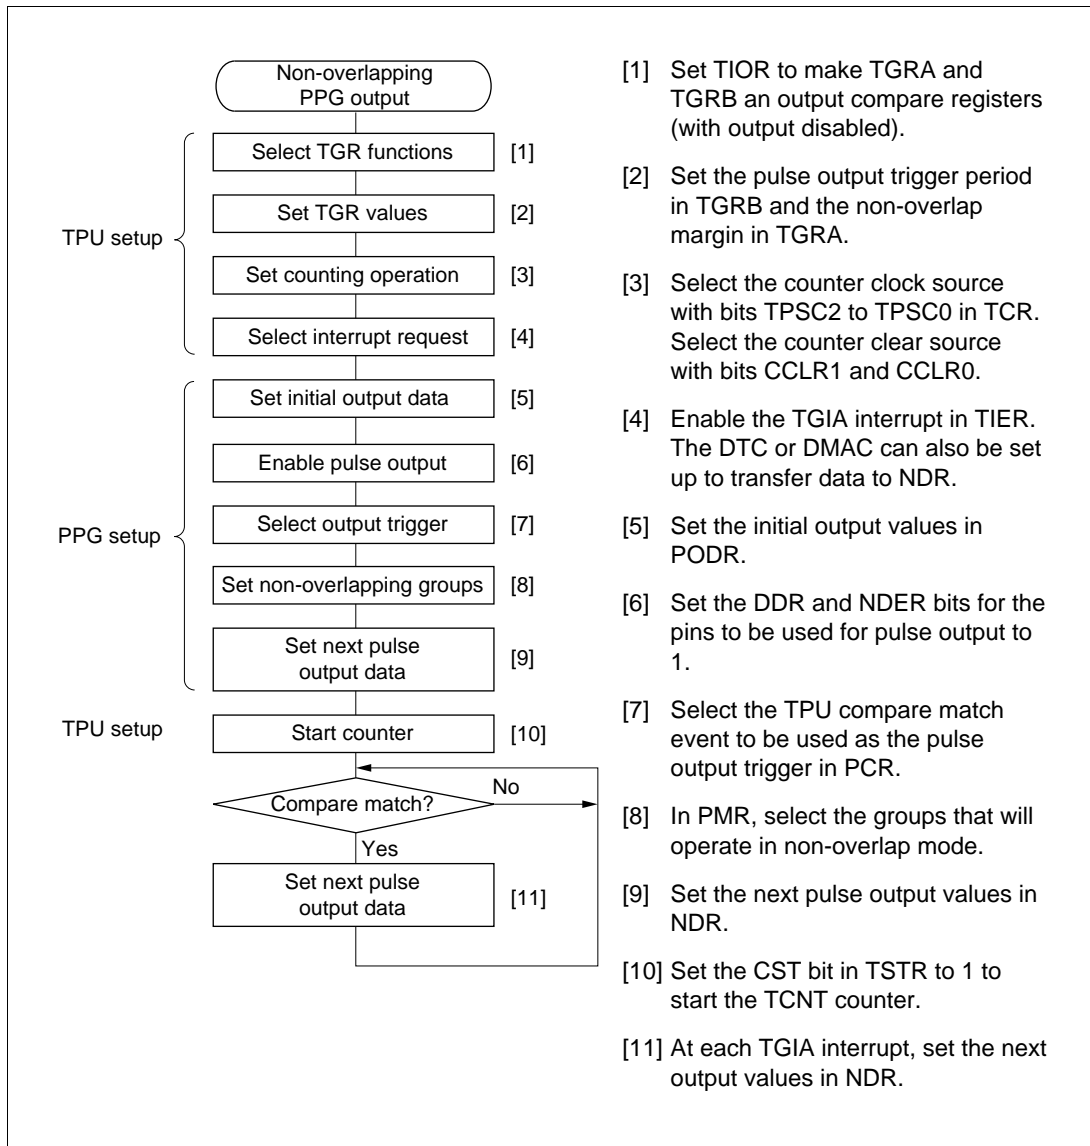 Non-overlapping
PPG output
TPU setup
Select TGR functions [1]
Set TGR values [2]
Set counting operation [3]
Select interrupt request [4]
PPG setup
Set initial output data [5]
Enable pulse output [6]
Select output trigger [7]
Set non-overlapping groups [8]
Set next pulse
output data [9]
TPU setup
Start counter [10]
Compare match?
No
Yes
Set next pulse
output data [11]
[1] Set TIOR to make TGRA and
TGRB an output compare registers
(with output disabled).
[2] Set the pulse output trigger period
in TGRB and the non-overlap
margin in TGRA.
[3] Select the counter clock source
with bits TPSC2 to TPSC0 in TCR.
Select the counter clear source
with bits CCLR1 and CCLR0.
[4] Enable the TGIA interrupt in TIER.
The DTC or DMAC can also be set
up to transfer data to NDR.
[5] Set the initial output values in
PODR.
[6] Set the DDR and NDER bits for the
pins to be used for pulse output to
1.
[7] Select the TPU compare match
event to be used as the pulse
output trigger in PCR.
[8] In PMR, select the groups that will
operate in non-overlap mode.
[9] Set the next pulse output values in
NDR.
[10] Set the CST bit in TSTR to 1 to
start the TCNT counter.
[11] At each TGIA interrupt, set the next
output values in NDR.